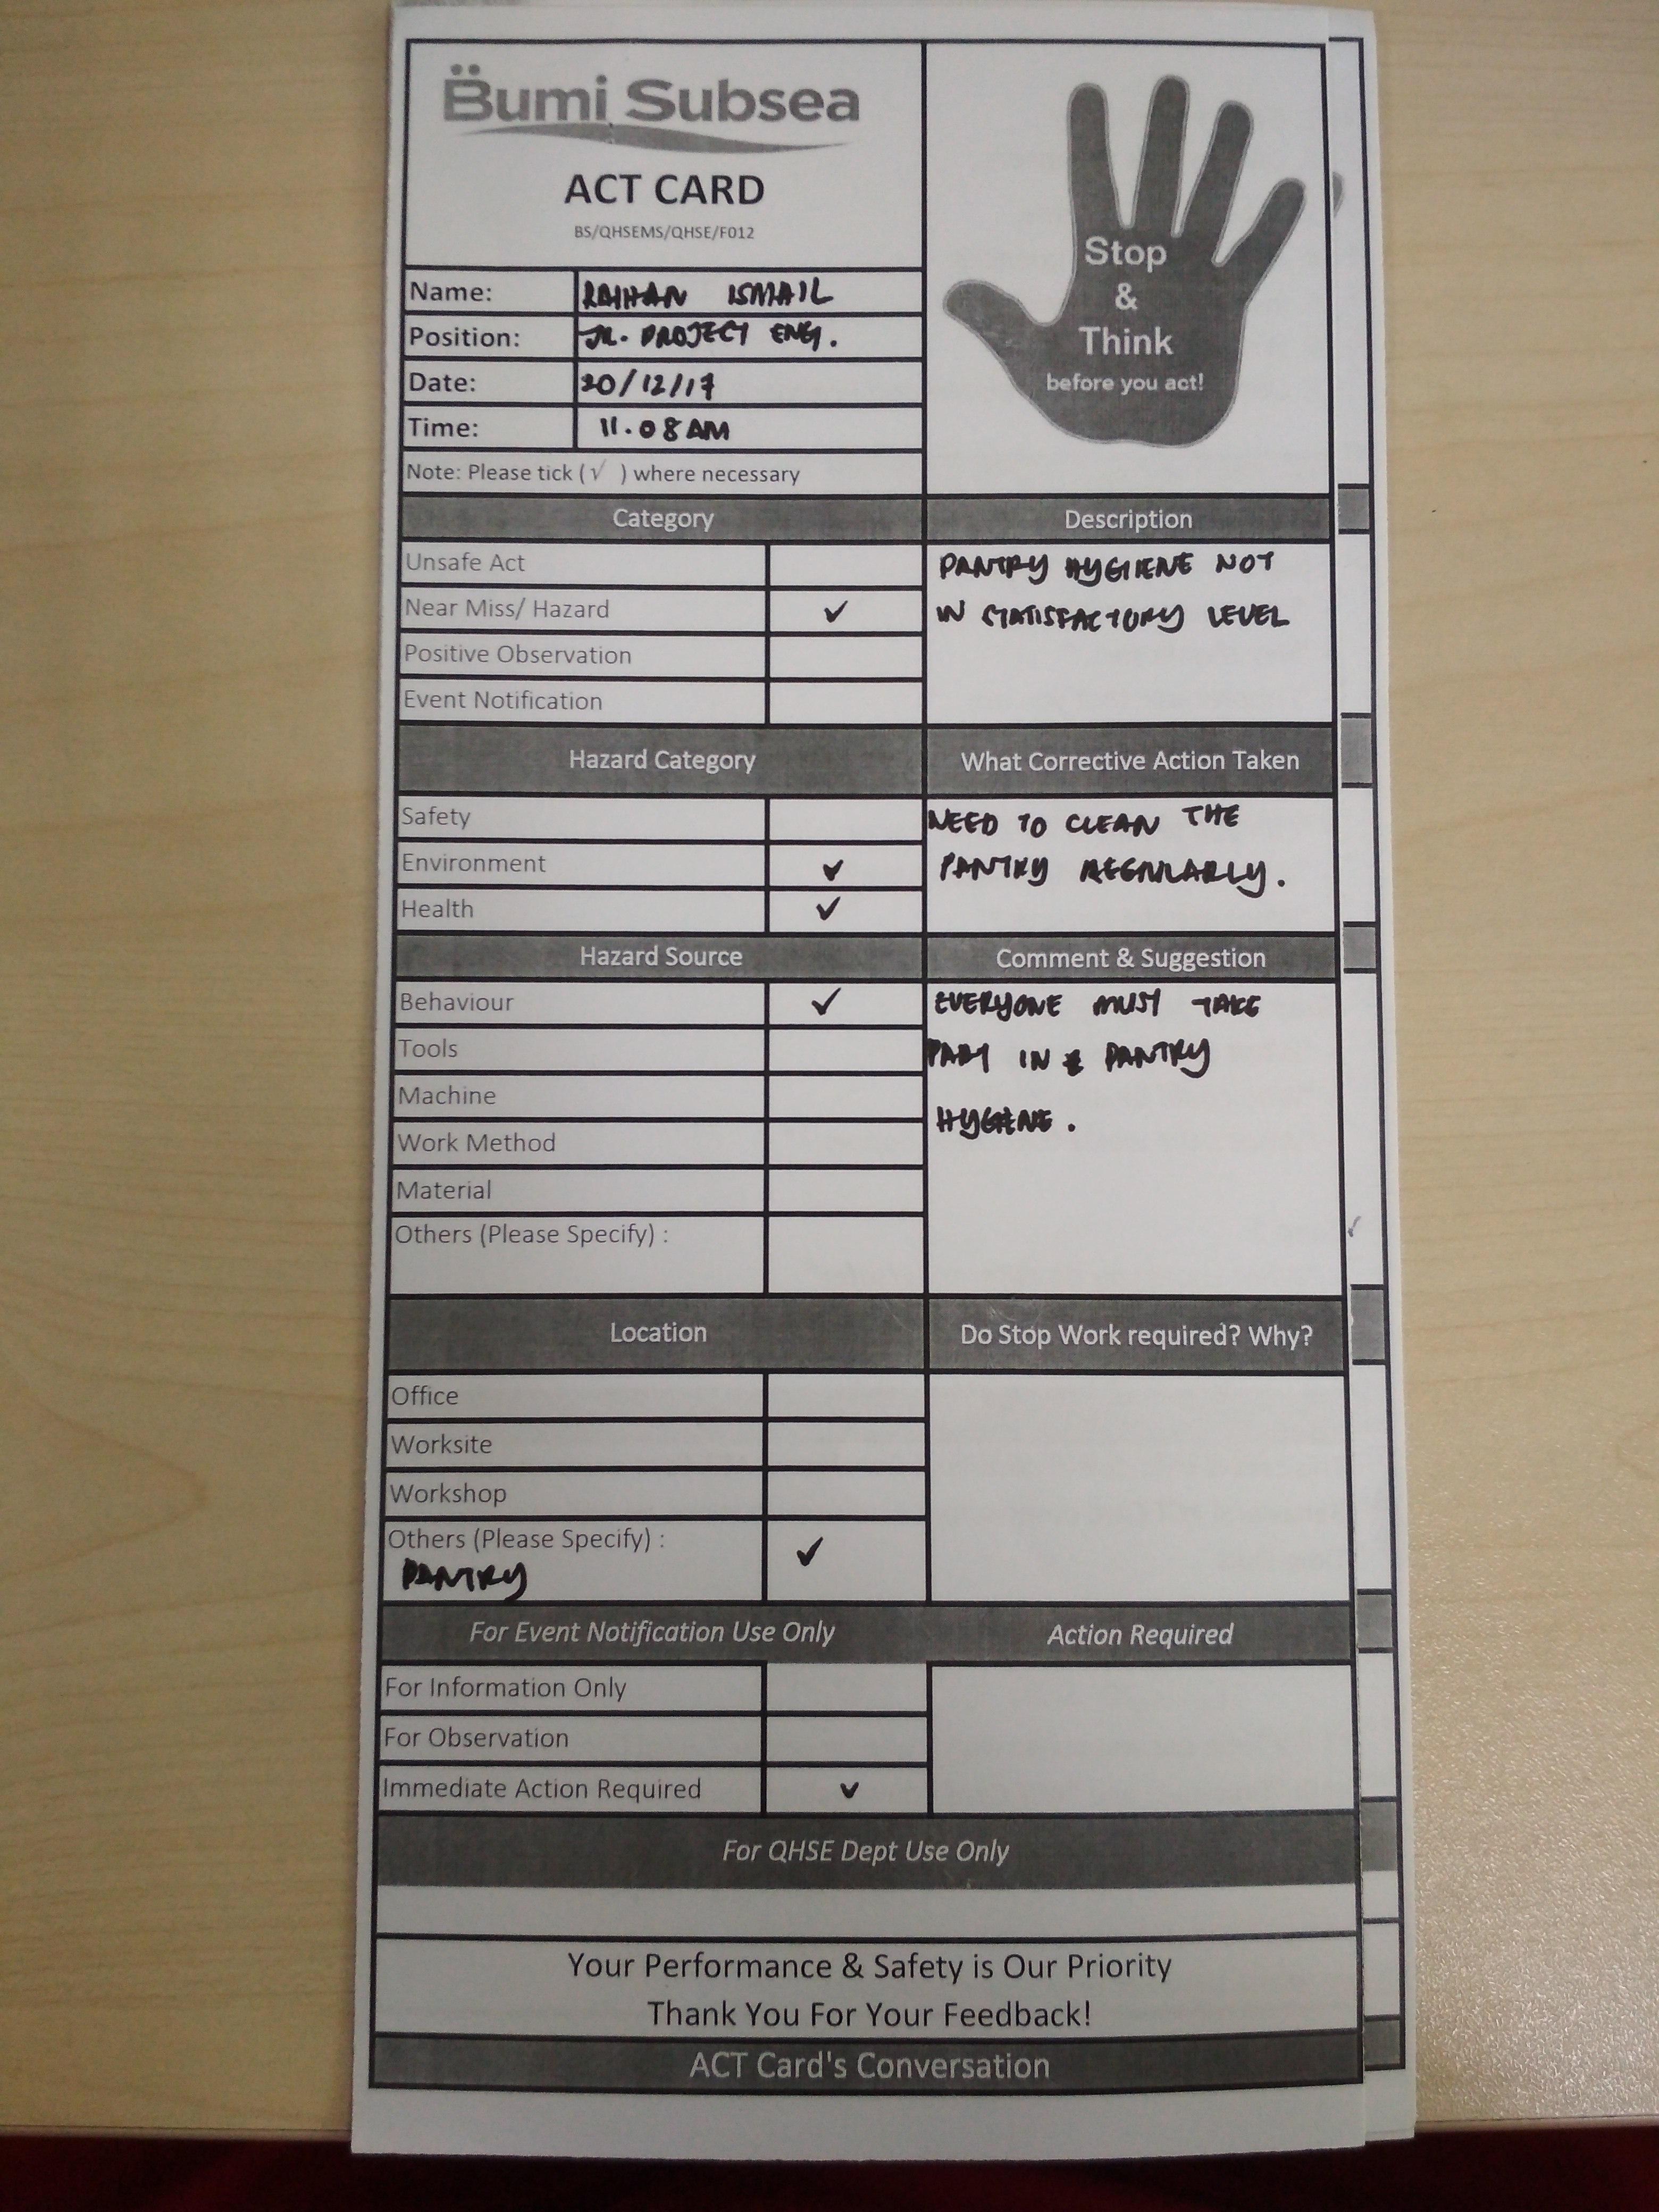 Bumi Subsea
ACT CARD
BS/QHSEMS/QHSE/F012
Stop
&
Think
before you act!
Name: RAIHAN ISMAIL
Position: JR. PROJECT ENG.
Date: 20/12/17
Time: 11.08 AM
Note: Please tick (√ ) where necessary
Category
Unsafe Act
Near Miss/ Hazard ✓
Positive Observation
Event Notification
Description
PANTRY HYGIENE NOT
IN STATISFACTORY LEVEL
Hazard Category
Safety
Environment ✓
Health ✓
What Corrective Action Taken
NEED TO CLEAN THE
PANTRY REGULARLY.
Hazard Source
Behaviour ✓
Tools
Machine
Work Method
Material
Others (Please Specify) :
Comment & Suggestion
EVERYONE MUST TAKE
PART IN PANTRY
HYGIENE.
Location
Office
Worksite
Workshop
Others (Please Specify) : ✓
PANTRY
Do Stop Work required? Why?
For Event Notification Use Only
For Information Only
For Observation
Immediate Action Required ✓
Action Required
For QHSE Dept Use Only
Your Performance & Safety is Our Priority
Thank You For Your Feedback!
ACT Card's Conversation